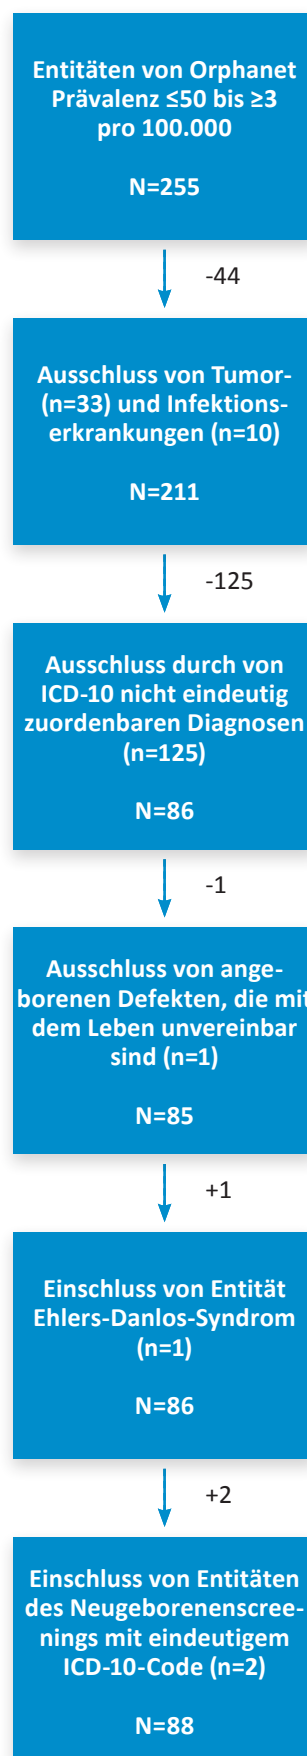 Entitäten von Orphanet
Prävalenz ≤50 bis ≥3
pro 100.000
N=255
-44
Ausschluss von Tumor-
(n=33) und Infektions-
erkrankungen (n=10)
N=211
-125
Ausschluss durch von
ICD-10 nicht eindeutig
zuordenbaren Diagnosen
(n=125)
N=86
-1
Ausschluss von ange-
borenen Defekten, die mit
dem Leben unvereinbar
sind (n=1)
N=85
+1
Einschluss von Entität
Ehlers-Danlos-Syndrom
(n=1)
N=86
+2
Einschluss von Entitäten
des Neugeborenenscree-
nings mit eindeutigem
ICD-10-Code (n=2)
N=88